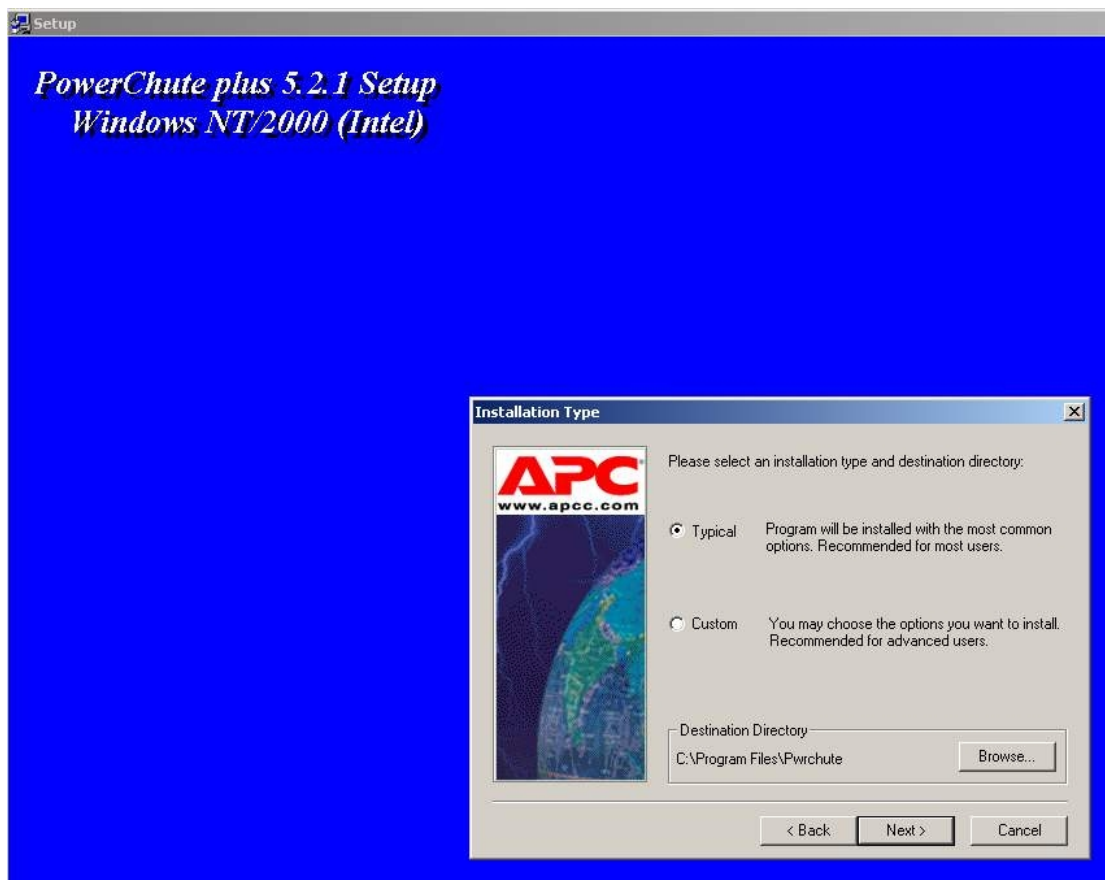 Setup
PowerChute plus 5.2.1 Setup
Windows NT/2000 (Intel)
Installation Type
APC
www.apcc.com
Please select an installation type and destination directory:
Typical
Program will be installed with the most common
options. Recommended for most users.
Custom
You may choose the options you want to install.
Recommended for advanced users.
Destination Directory
C:\Program Files\Pwrchute
Browse...
< Back
Next >
Cancel